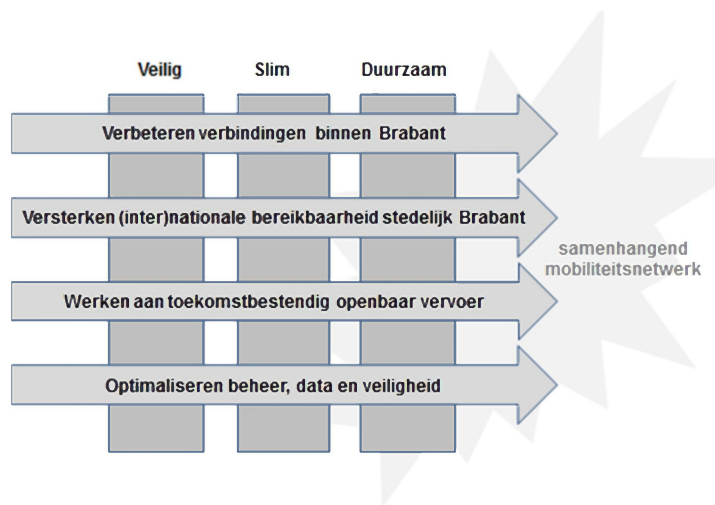 Veilig Slim Duurzaam
Verbeteren verbindingen binnen Brabant
Versterken (inter)nationale bereikbaarheid stedelijk Brabant
samenhangend
mobiliteitsnetwerk
Werken aan toekomstbestendig openbaar vervoer
Optimaliseren beheer, data en veiligheid